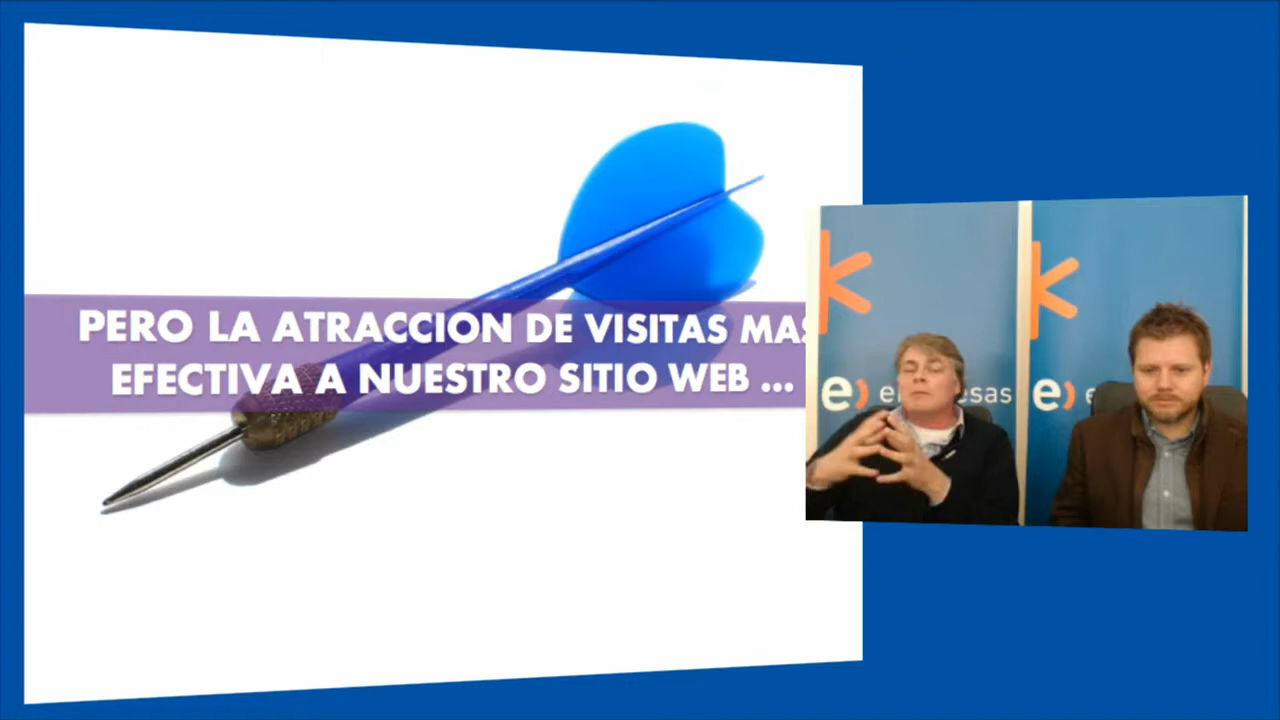 PERO LA ATRACCION DE VISITAS MAS
EFECTIVA A NUESTRO SITIO WEB ...